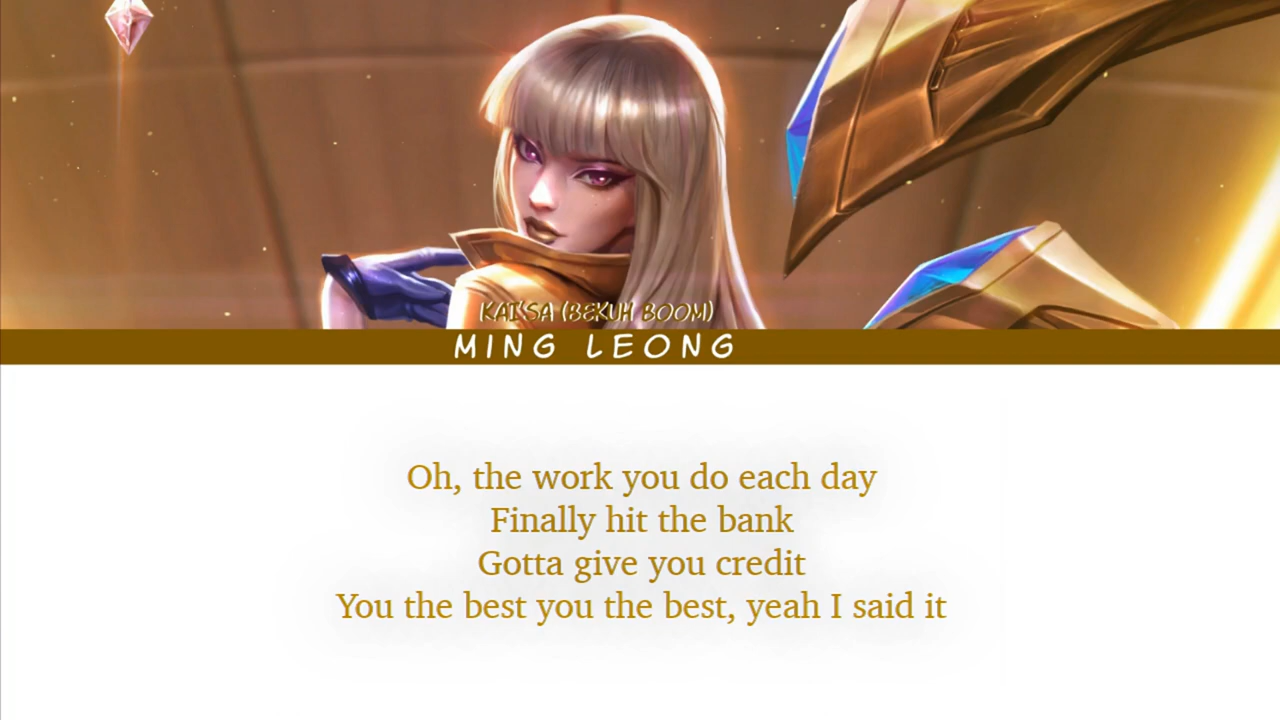 KAI'SA (BEKUH BOOM)
MING LEONG
Oh, the work you do each day
Finally hit the bank
Gotta give you credit
You the best you the best, yeah I said it